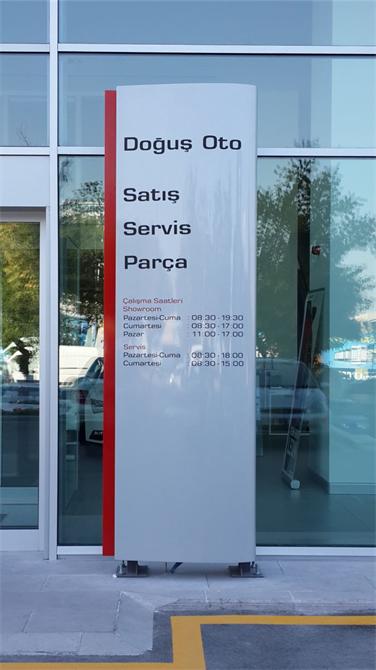 Doğuş Oto
Satış
Servis
Parça
Çalışma Saatleri
Showroom
Pazartesi-Cuma : 08:30 - 19:30
Cumartesi : 08:30 - 17:00
Pazar : 11:00 - 17:00
Servis
Pazartesi-Cuma : 08:30 - 18:00
Cumartesi : 08:30 - 15:00